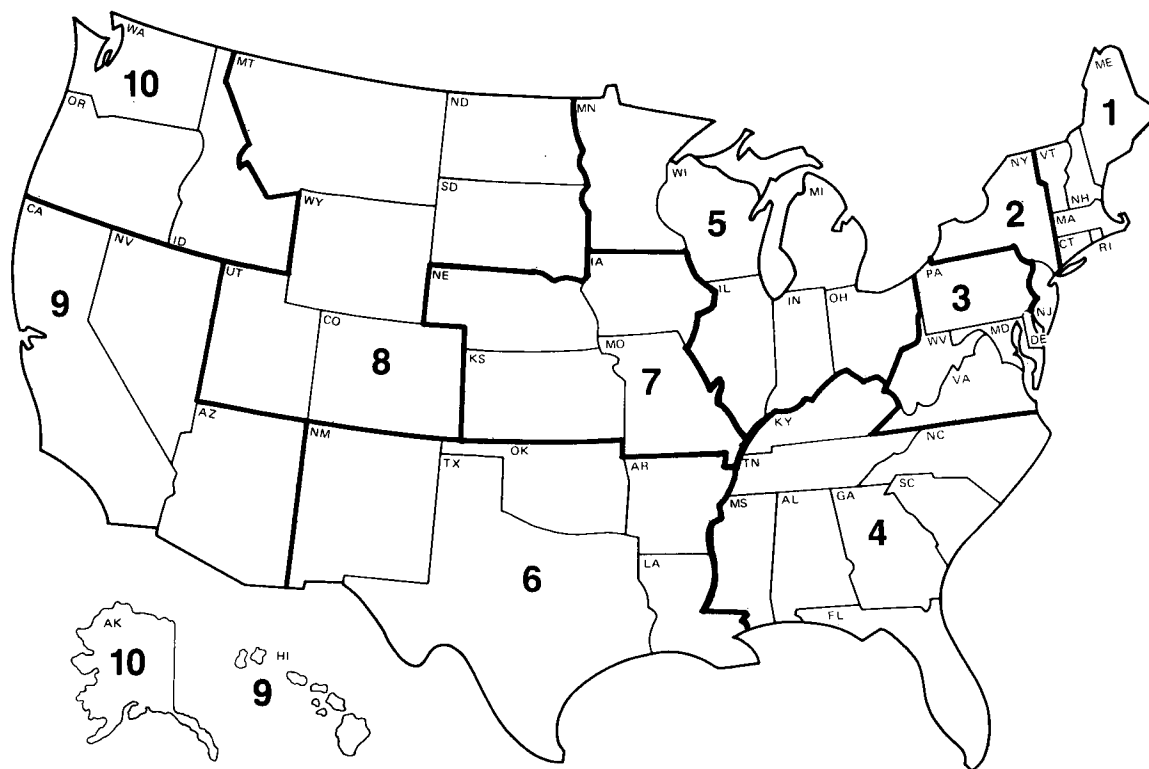 WA
10
MT
ND
MN
ME
1
OR
NY
VT
SD
WI
MI
5
WY
NH
2
MA
CA
CT
RI
NV
ID
UT
NE
IA
PA
9
IL
IN
OH
3
NJ
CO
MO
WV
MD
DE
8
KS
7
VA
AZ
NM
OK
KY
NC
TX
AR
TN
SC
MS
AL
GA
4
LA
6
FL
AK
10
HI
9